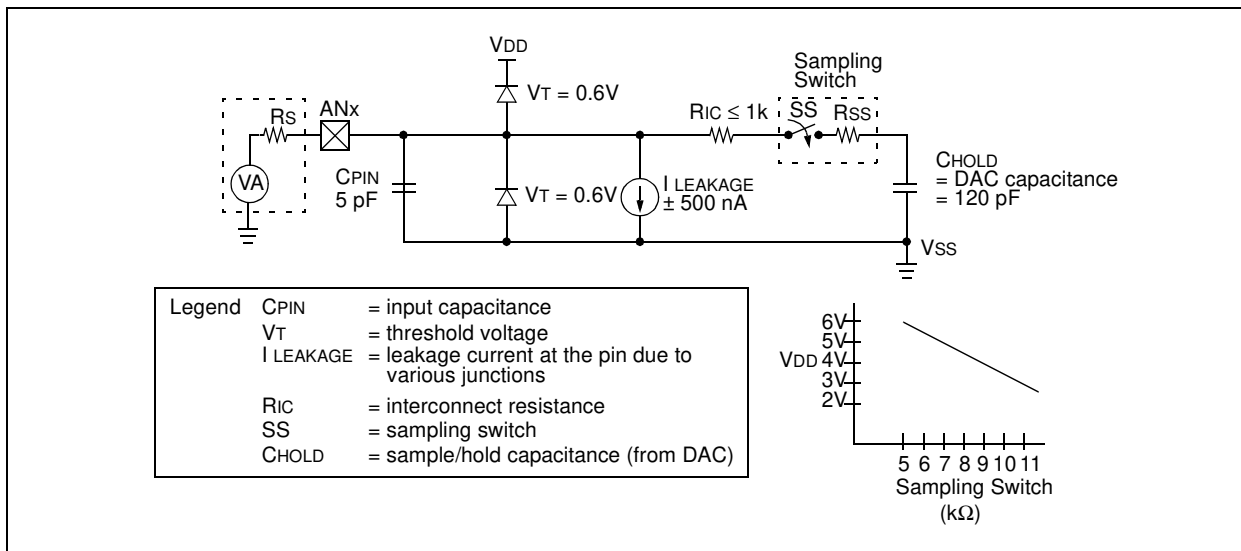 VDD
Sampling
Switch
VT = 0.6V
RS
ANx
RIC ≤ 1k
SS
RSS
VA
CPIN
5 pF
VT = 0.6V
I LEAKAGE
± 500 nA
CHOLD
= DAC capacitance
= 120 pF
VSS
Legend CPIN = input capacitance
VT = threshold voltage
I LEAKAGE = leakage current at the pin due to
various junctions
RIC = interconnect resistance
SS = sampling switch
CHOLD = sample/hold capacitance (from DAC)
6V
5V
VDD 4V
3V
2V
5 6 7 8 9 10 11
Sampling Switch
(kΩ)